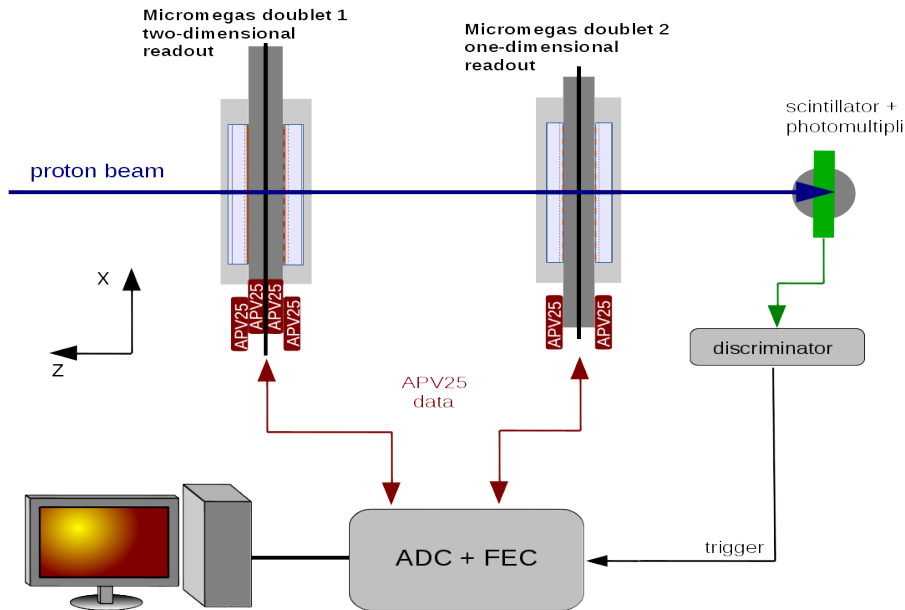 Micromegas doublet 1
two-dimensional
readout
Micromegas doublet 2
one-dimensional
readout
scintillator +
photomultipli
proton beam
X
Z
APV25
APV25
APV25
APV25
APV25
APV25
APV25
data
discriminator
ADC + FEC
trigger